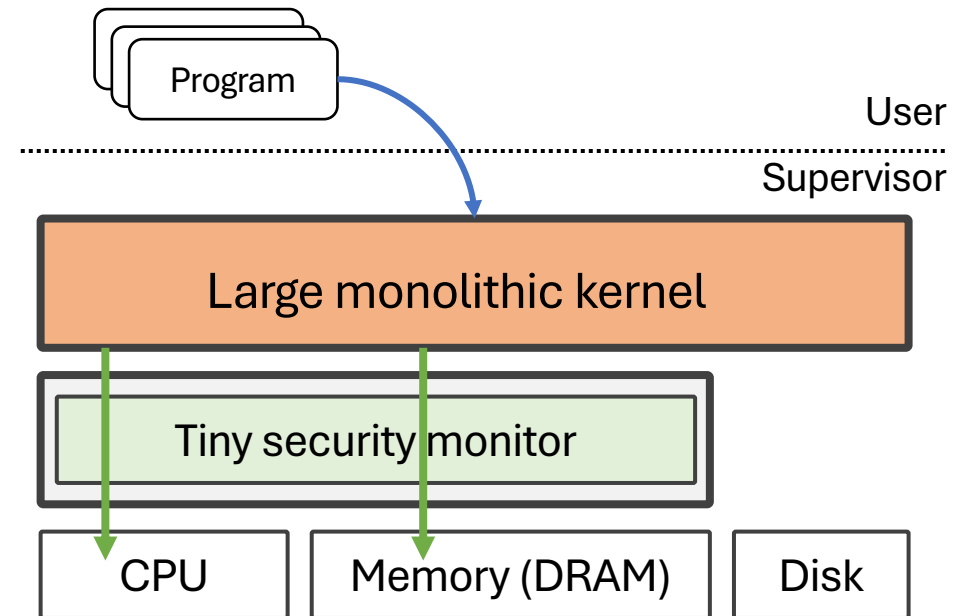 Program
User
Supervisor
Large monolithic kernel
Tiny security monitor
CPU
Memory (DRAM)
Disk